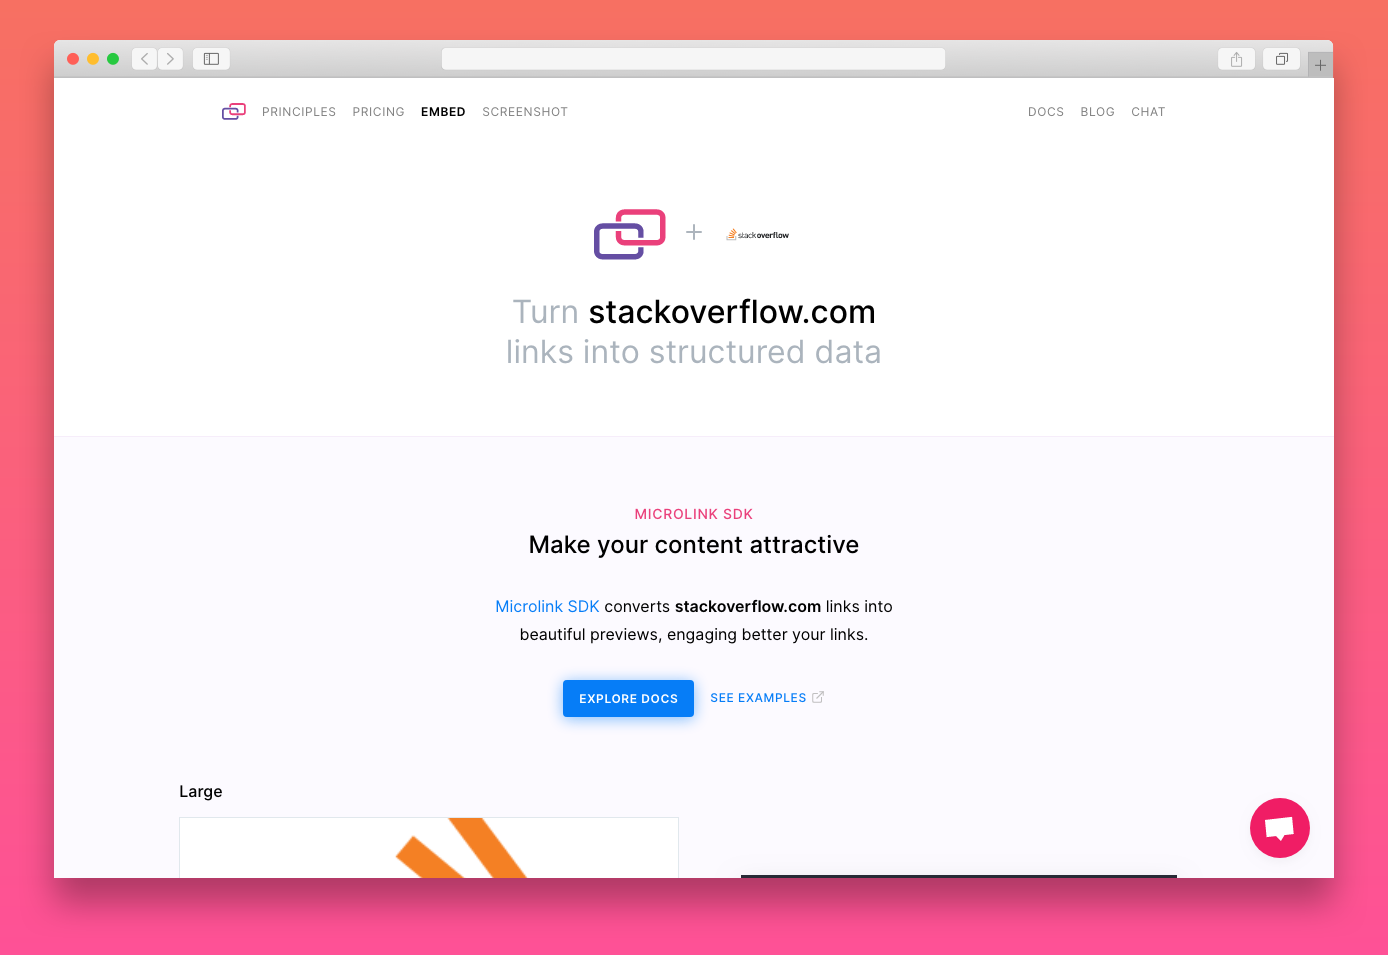 PRINCIPLES PRICING EMBED SCREENSHOT DOCS BLOG CHAT
stackoverflow
Turn stackoverflow.com
links into structured data
MICROLINK SDK
Make your content attractive
Microlink SDK converts stackoverflow.com links into
beautiful previews, engaging better your links.
EXPLORE DOCS SEE EXAMPLES
Large